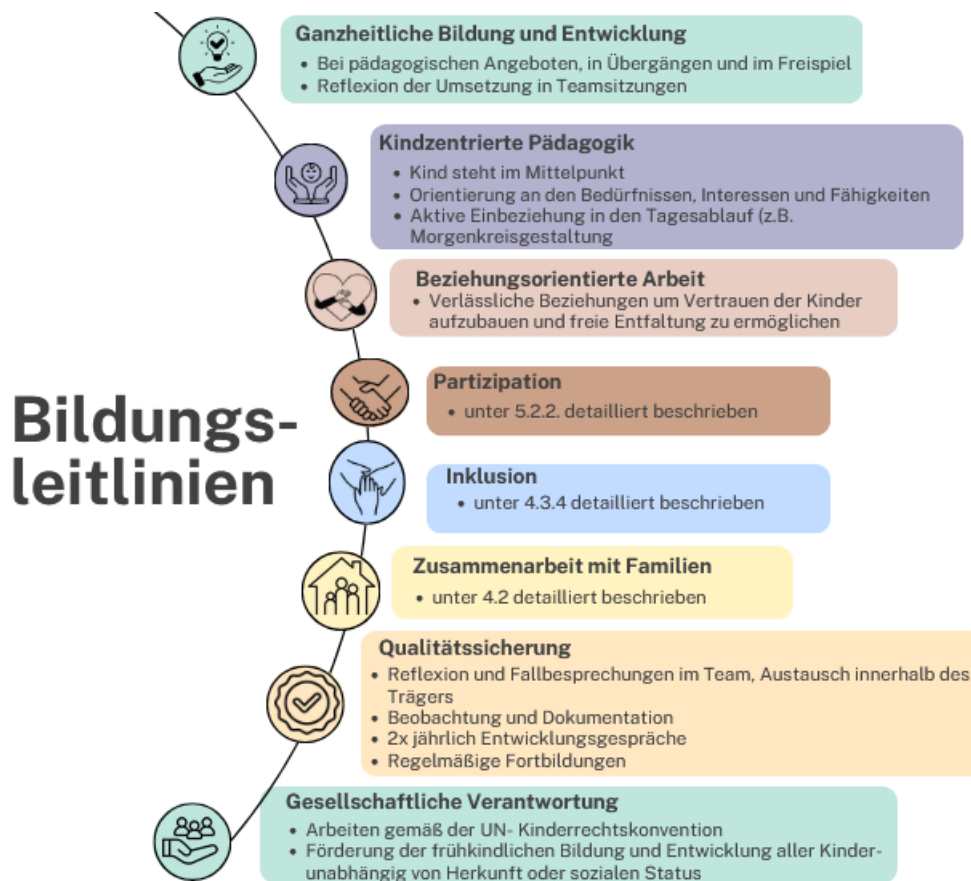 Ganzheitliche Bildung und Entwicklung
• Bei pädagogischen Angeboten, in Übergängen und im Freispiel
• Reflexion der Umsetzung in Teamsitzungen
Kindzentrierte Pädagogik
• Kind steht im Mittelpunkt
• Orientierung an den Bedürfnissen, Interessen und Fähigkeiten
• Aktive Einbeziehung in den Tagesablauf (z.B.
Morgenkreisgestaltung
Beziehungsorientierte Arbeit
• Verlässliche Beziehungen um Vertrauen der Kinder
aufzubauen und freie Entfaltung zu ermöglichen
Bildungs-
leitlinien
Partizipation
• unter 5.2.2. detailliert beschrieben
Inklusion
• unter 4.3.4 detailliert beschrieben
Zusammenarbeit mit Familien
• unter 4.2 detailliert beschrieben
Qualitätssicherung
• Reflexion und Fallbesprechungen im Team, Austausch innerhalb des
Trägers
• Beobachtung und Dokumentation
• 2x jährlich Entwicklungsgespräche
• Regelmäßige Fortbildungen
Gesellschaftliche Verantwortung
• Arbeiten gemäß der UN- Kinderrechtskonvention
• Förderung der frühkindlichen Bildung und Entwicklung aller Kinder-
unabhängig von Herkunft oder sozialen Status